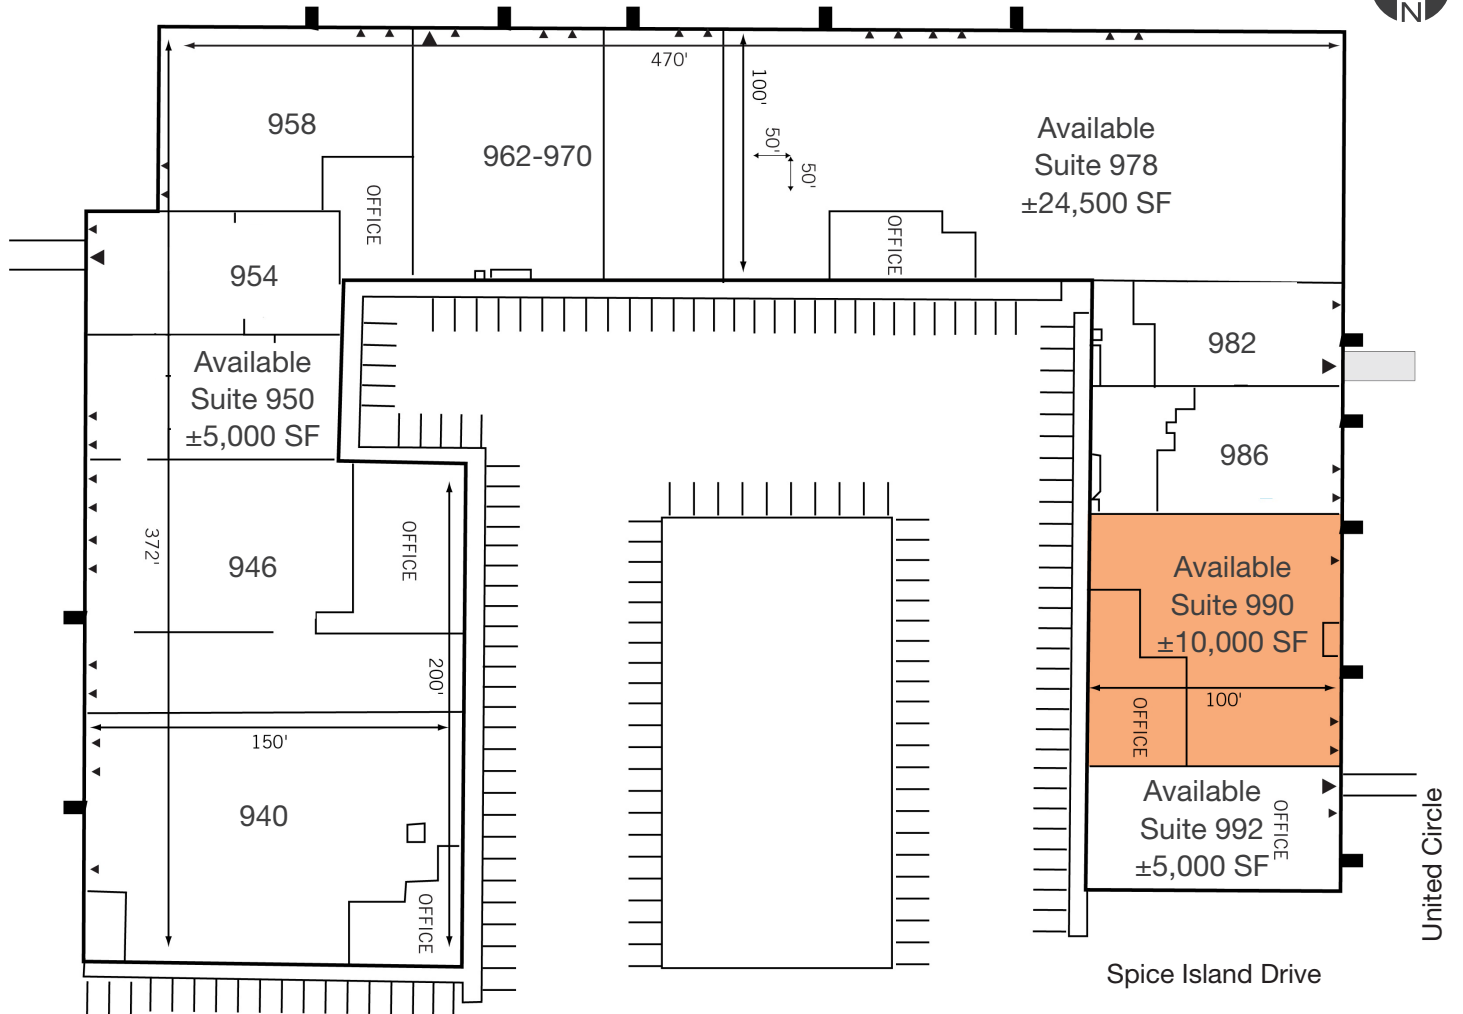 N
470'
958
962-970
100'
50'
50'
Available
Suite 978
±24,500 SF
OFFICE
OFFICE
954
982
Available
Suite 950
±5,000 SF
986
372'
946
OFFICE
Available
Suite 990
±10,000 SF
200'
100'
OFFICE
150'
940
OFFICE
Available
Suite 992
±5,000 SF
OFFICE
United Circle
Spice Island Drive